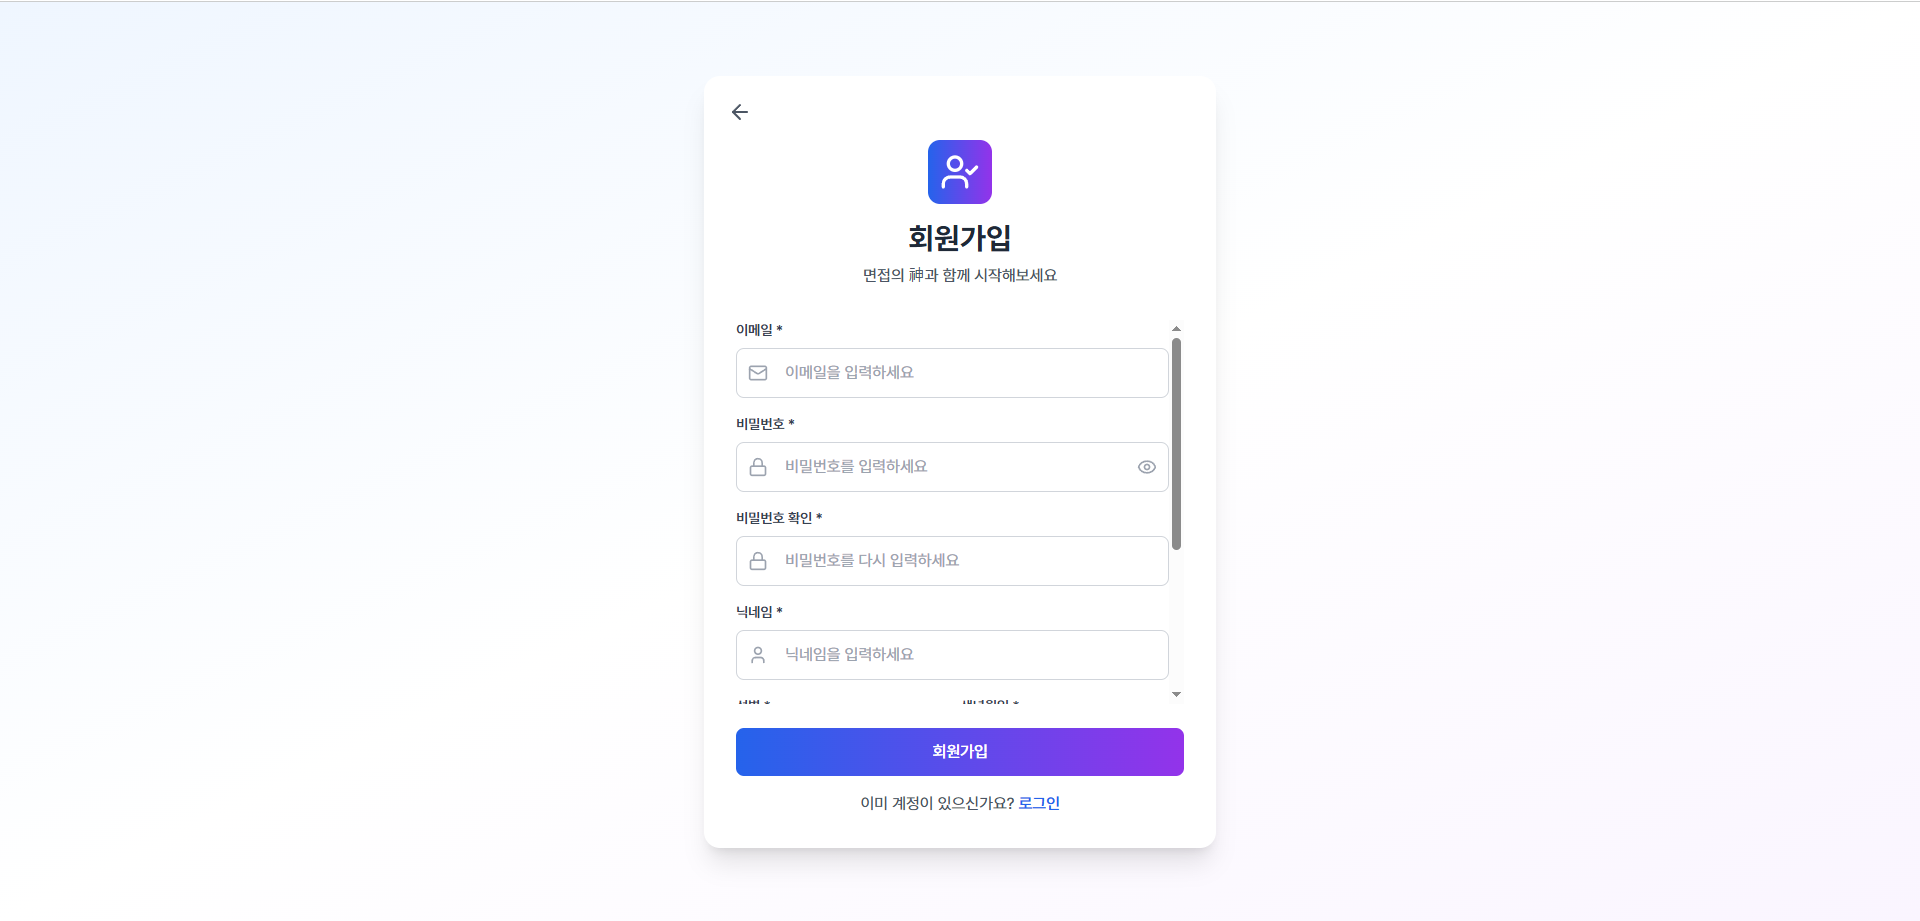 회원가입
면접의 神과 함께 시작해보세요
이메일 *
이메일을 입력하세요
비밀번호 *
비밀번호를 입력하세요
비밀번호 확인 *
비밀번호를 다시 입력하세요
닉네임 *
닉네임을 입력하세요
회원가입
이미 계정이 있으신가요? 로그인